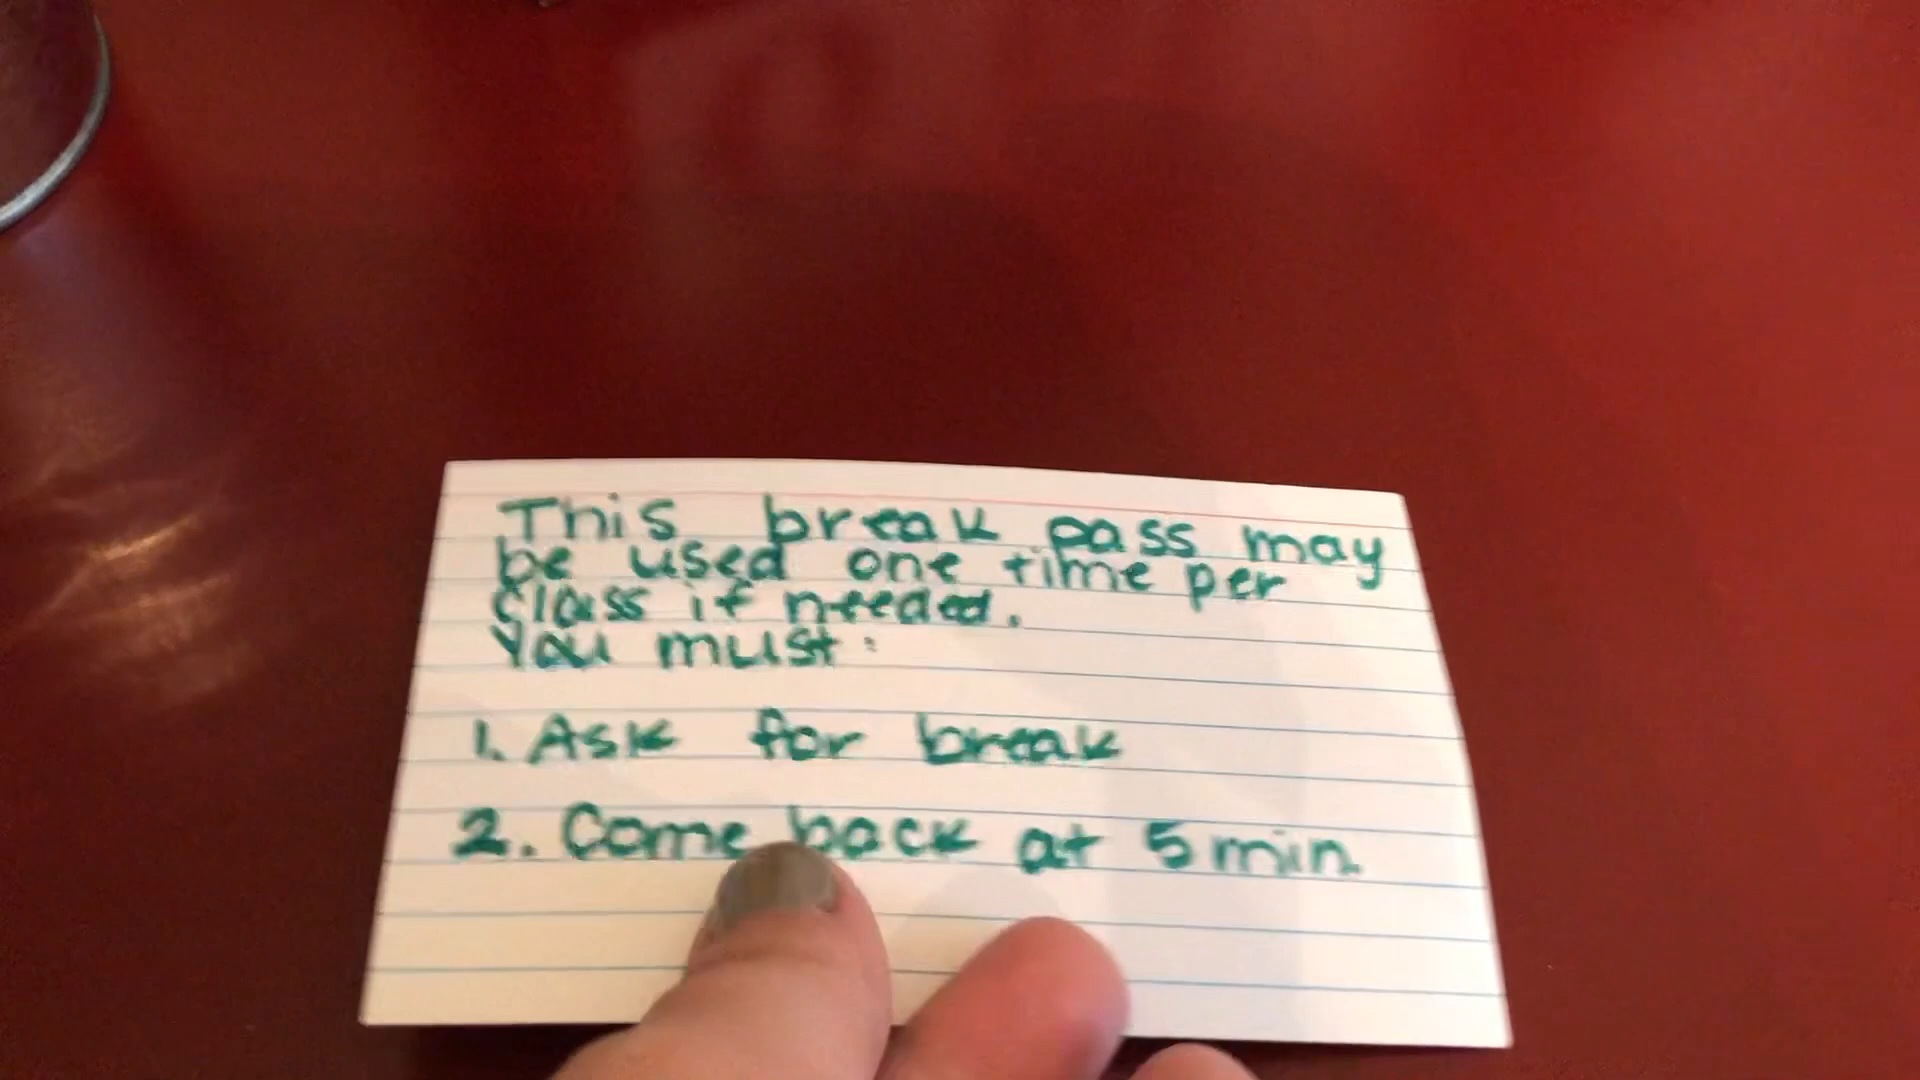 This break pass may
be used one time per
class if needed.
You must:
1. Ask for break
2. Come back at 5 min.